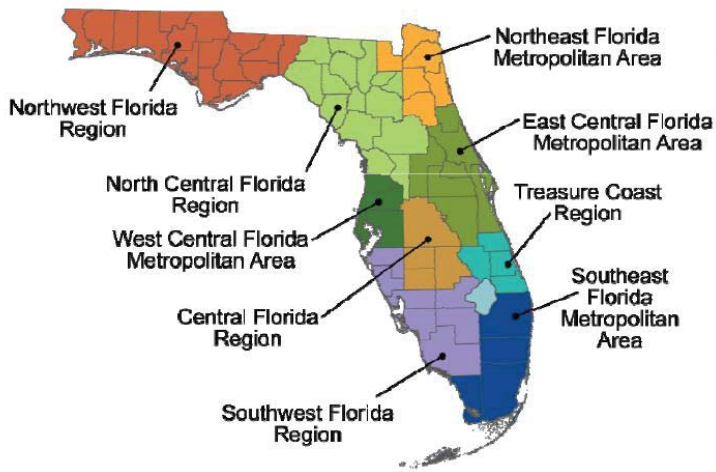 Northeast Florida
Metropolitan Area
Northwest Florida
Region
East Central Florida
Metropolitan Area
North Central Florida
Region
Treasure Coast
Region
West Central Florida
Metropolitan Area
Southeast
Florida
Metropolitan
Area
Central Florida
Region
Southwest Florida
Region